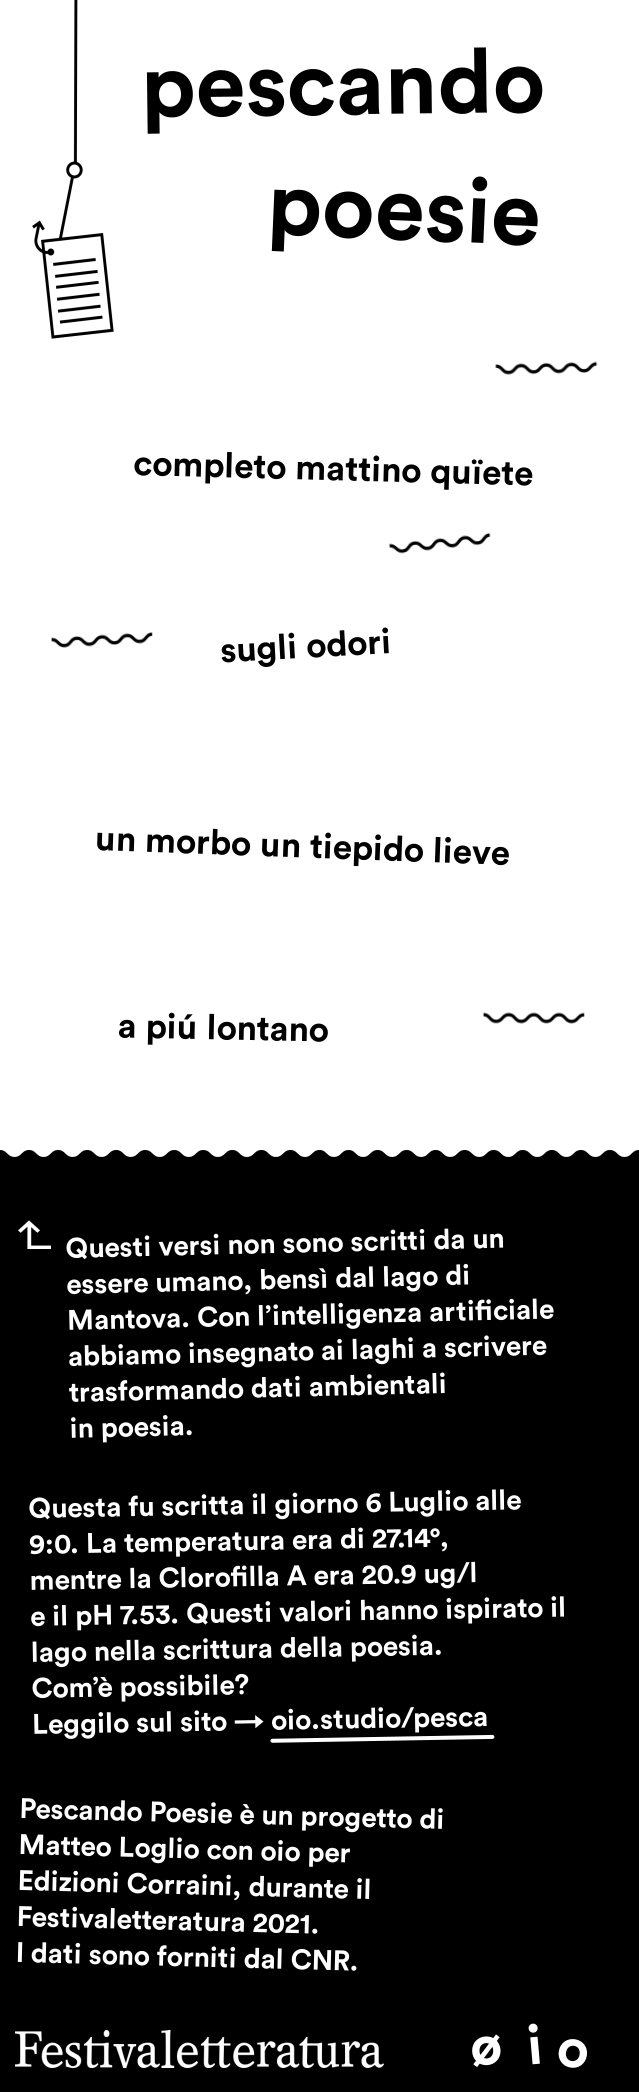 pescando
poesie
completo mattino quïete
sugli odori
un morbo un tiepido lieve
a piú lontano
Questi versi non sono scritti da un
essere umano, bensì dal lago di
Mantova. Con l’intelligenza artificiale
abbiamo insegnato ai laghi a scrivere
trasformando dati ambientali
in poesia.
Questa fu scritta il giorno 6 Luglio alle
9:0. La temperatura era di 27.14°,
mentre la Clorofilla A era 20.9 ug/l
e il pH 7.53. Questi valori hanno ispirato il
lago nella scrittura della poesia.
Com’è possibile?
Leggilo sul sito → oio.studio/pesca
Pescando Poesie è un progetto di
Matteo Loglio con oio per
Edizioni Corraini, durante il
Festivaletteratura 2021.
I dati sono forniti dal CNR.
Festivaletteratura ø i o